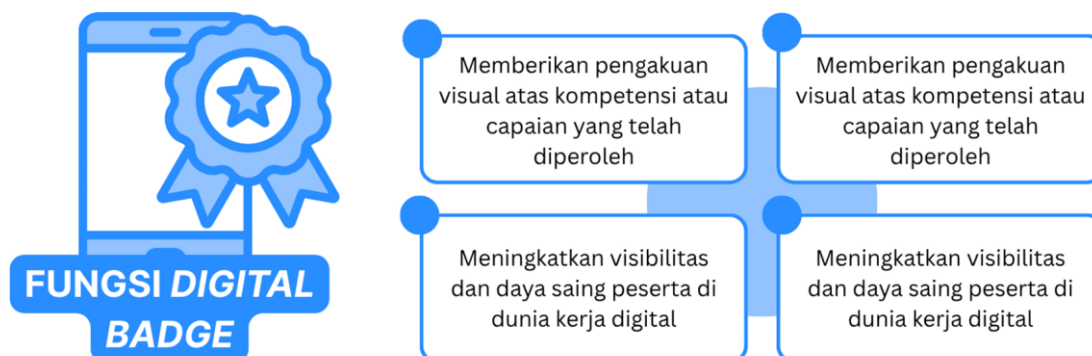 FUNGSI DIGITAL
BADGE
Memberikan pengakuan
visual atas kompetensi atau
capaian yang telah
diperoleh
Memberikan pengakuan
visual atas kompetensi atau
capaian yang telah
diperoleh
Meningkatkan visibilitas
dan daya saing peserta di
dunia kerja digital
Meningkatkan visibilitas
dan daya saing peserta di
dunia kerja digital